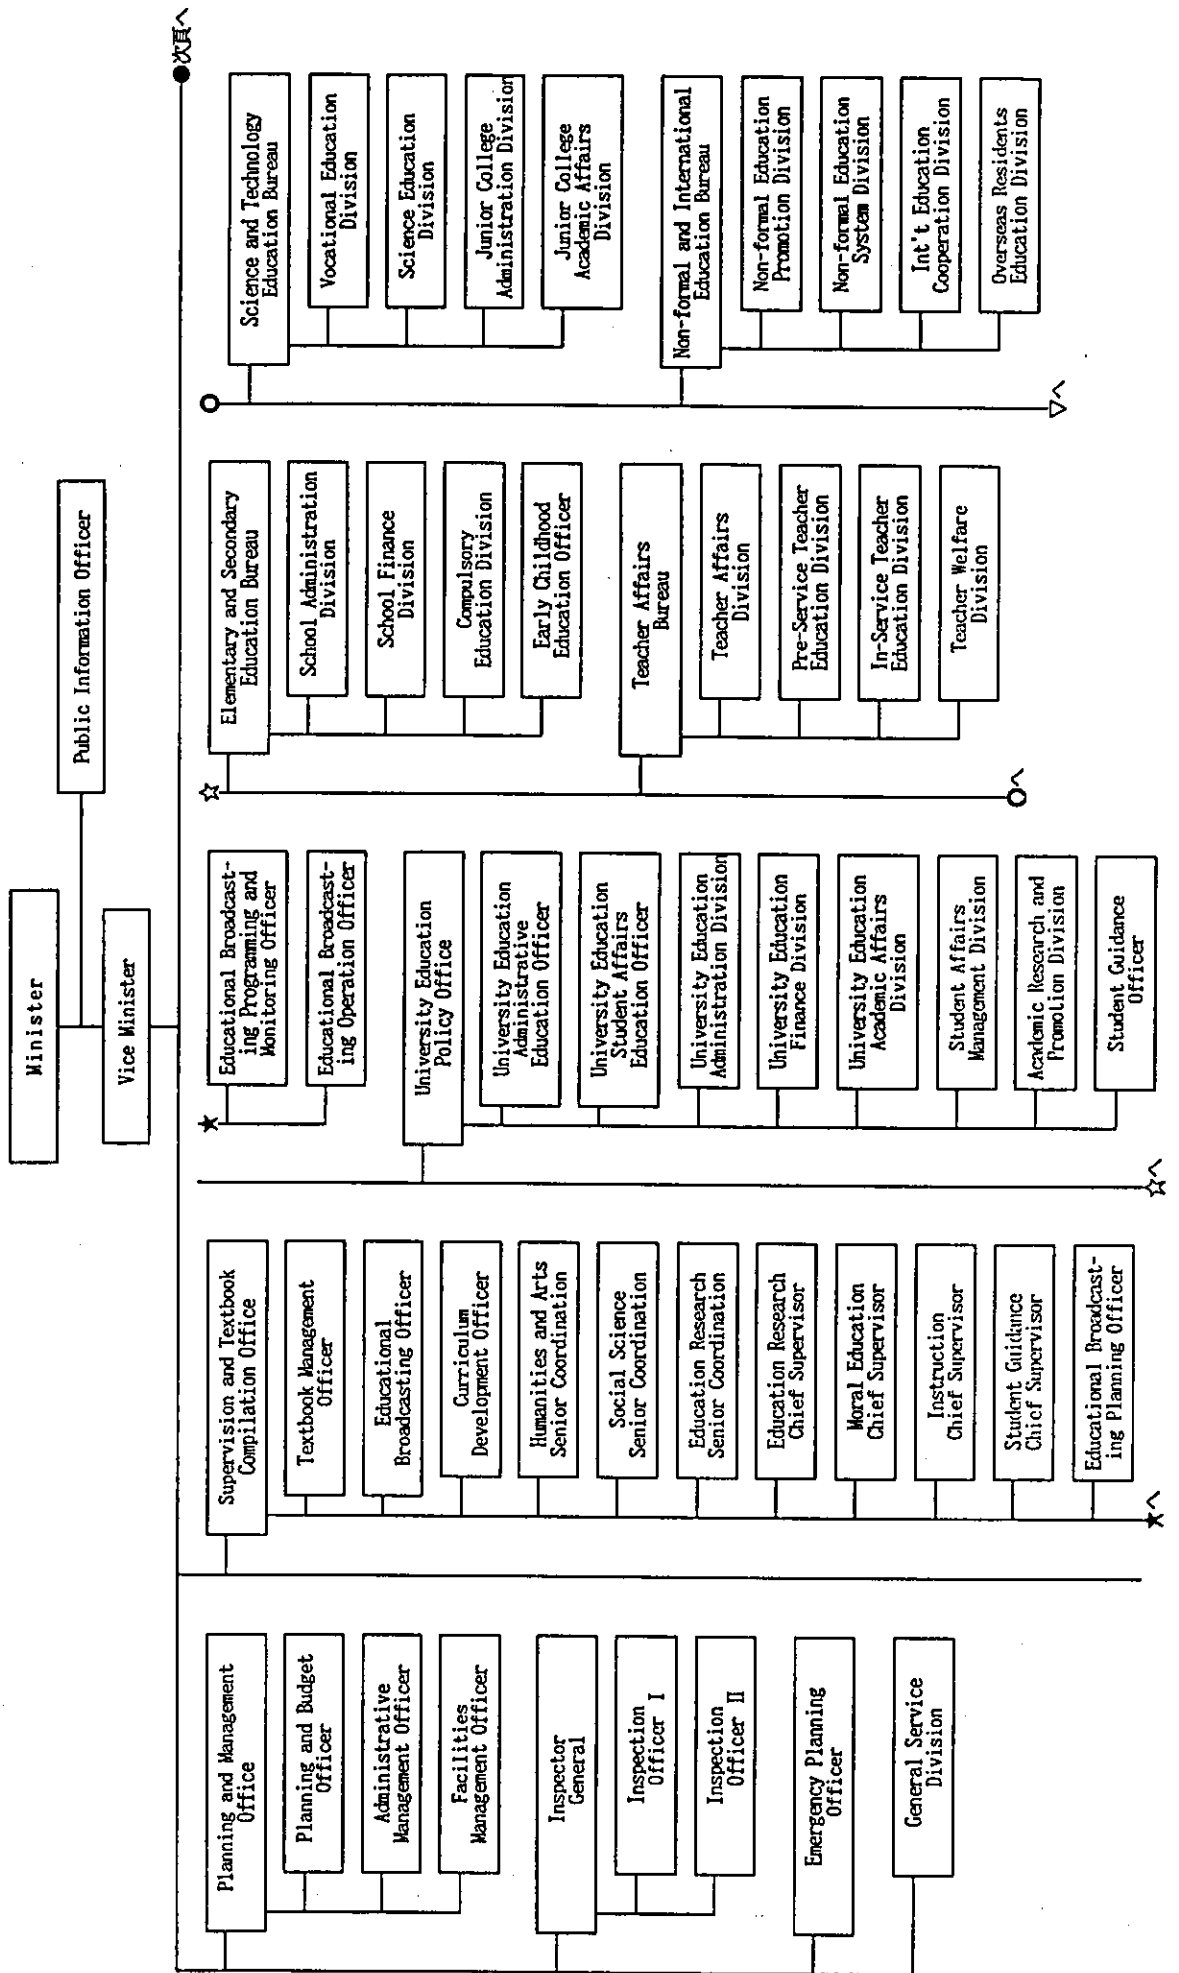 Minister
Public Information Officer
Vice Minister
●次頁へ
Planning and Management
Office
Planning and Budget
Officer
Administrative
Management Officer
Facilities
Management Officer
Inspector
General
Inspection
Officer I
Inspection
Officer II
Emergency Planning
Officer
General Service
Division
Supervision and Textbook
Compilation Office
Textbook Management
Officer
Educational
Broadcasting Officer
Curriculum
Development Officer
Humanities and Arts
Senior Coordination
Social Science
Senior Coordination
Education Research
Senior Coordination
Education Research
Chief Supervisor
Moral Education
Chief Supervisor
Instruction
Chief Supervisor
Student Guidance
Chief Supervisor
Educational Broadcast-
ing Planning Officer
★へ
★
Educational Broadcast-
ing Programming and
Monitoring Officer
Educational Broadcast-
ing Operation Officer
University Education
Policy Office
University Education
Administrative
Education Officer
University Education
Student Affairs
Education Officer
University Education
Administration Division
University Education
Finance Division
University Education
Academic Affairs
Division
Student Affairs
Management Division
Academic Research and
Promotion Division
Student Guidance
Officer
☆へ
☆
Elementary and Secondary
Education Bureau
School Administration
Division
School Finance
Division
Compulsory
Education Division
Early Childhood
Education Officer
Teacher Affairs
Bureau
Teacher Affairs
Division
Pre-Service Teacher
Education Division
In-Service Teacher
Education Division
Teacher Welfare
Division
○へ
○
Science and Technology
Education Bureau
Vocational Education
Division
Science Education
Division
Junior College
Administration Division
Junior College
Academic Affairs
Division
Non-formal and International
Education Bureau
Non-formal Education
Promotion Division
Non-formal Education
System Division
Int't Education
Cooperation Division
Overseas Residents
Education Division
▽へ